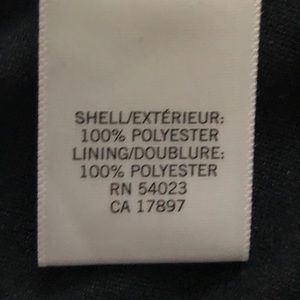 SHELL/EXTÉRIEUR:
100% POLYESTER
LINING/DOUBLURE:
100% POLYESTER
RN 54023
CA 17897